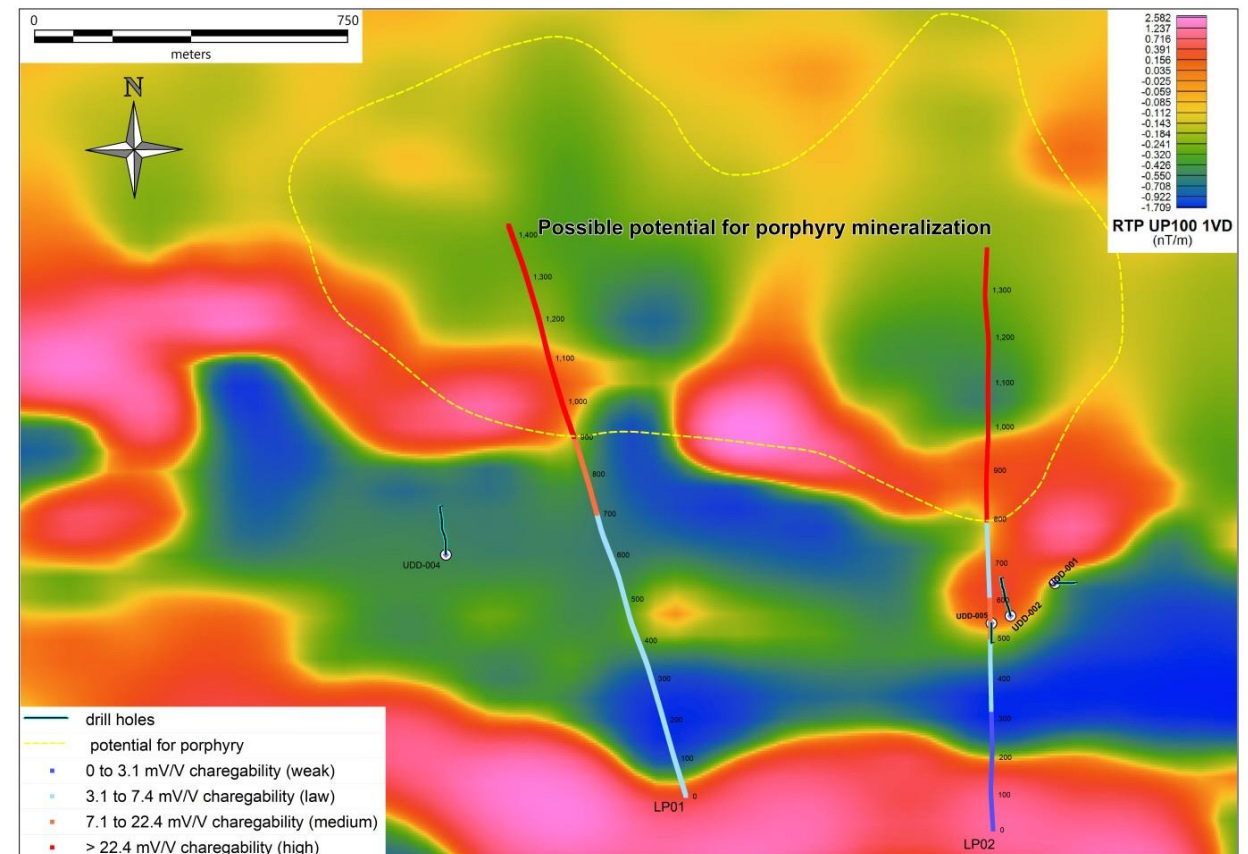 0 750
meters
N
2.582
1.237
0.716
0.391
0.156
0.035
-0.025
-0.059
-0.085
-0.112
-0.143
-0.184
-0.241
-0.320
-0.426
-0.550
-0.708
-0.922
-1.709
RTP UP100 1VD
(nT/m)
Possible potential for porphyry mineralization
1,400
1,300
1,200
1,100
1,000
900
800
700
600
500
400
300
200
100
0
LP01
1,300
1,200
1,100
1,000
900
800
700
600
500
400
300
200
100
0
LP02
UDD-004
UDD-001
UDD-002
UDD-005
drill holes
potential for porphyry
0 to 3.1 mV/V charegability (weak)
3.1 to 7.4 mV/V charegability (law)
7.1 to 22.4 mV/V charegability (medium)
> 22.4 mV/V charegability (high)